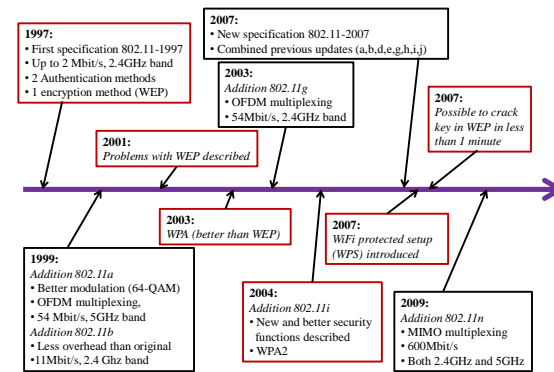 1997:
• First specification 802.11-1997
• Up to 2 Mbit/s, 2.4GHz band
• 2 Authentication methods
• 1 encryption method (WEP)
2007:
• New specification 802.11-2007
• Combined previous updates (a,b,d,e,g,h,i,j)
2003:
Addition 802.11g
• OFDM multiplexing
• 54Mbit/s, 2.4GHz band
2007:
Possible to crack
key in WEP in less
than 1 minute
2001:
Problems with WEP described
2003:
WPA (better than WEP)
2007:
WiFi protected setup
(WPS) introduced
1999:
Addition 802.11a
• Better modulation (64-QAM)
• OFDM multiplexing,
• 54 Mbit/s, 5GHz band
Addition 802.11b
• Less overhead than original
•11Mbit/s, 2.4 Ghz band
2004:
Addition 802.11i
• New and better security
functions described
• WPA2
2009:
Addition 802.11n
• MIMO multiplexing
• 600Mbit/s
• Both 2.4GHz and 5GHz